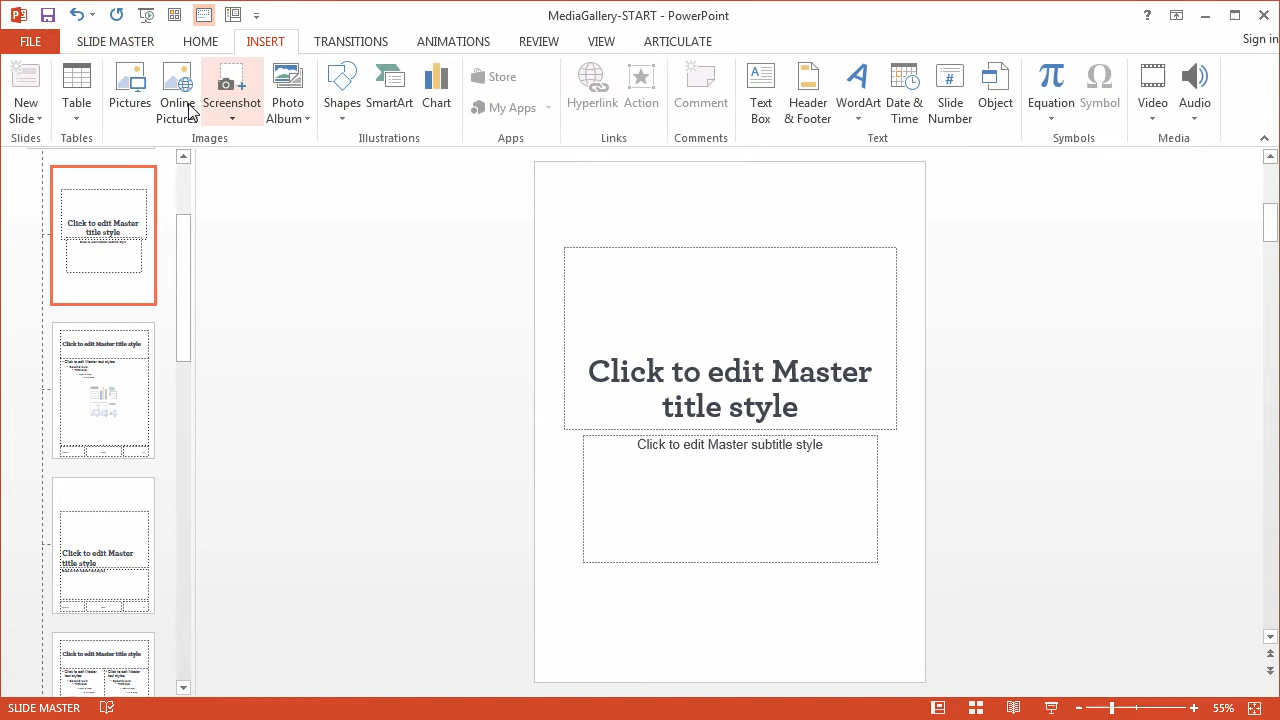 MediaGallery-START - PowerPoint
?
FILE
SLIDE MASTER
HOME
INSERT
TRANSITIONS
ANIMATIONS
REVIEW
VIEW
ARTICULATE
Sign in
New Slide
Table
Pictures
Online Pictures
Screenshot
Photo Album
Shapes
SmartArt
Chart
Store
My Apps
Hyperlink
Action
Comment
Text Box
Header & Footer
WordArt
Date & Time
Slide Number
Object
Equation
Symbol
Video
Audio
Slides
Tables
Images
Illustrations
Apps
Links
Comments
Text
Symbols
Media
Click to edit Master
title style
Click to edit Master title style
Click to edit Master
title style
Click to edit Master title style
Click to edit Master
title style
Click to edit Master subtitle style
SLIDE MASTER
55%